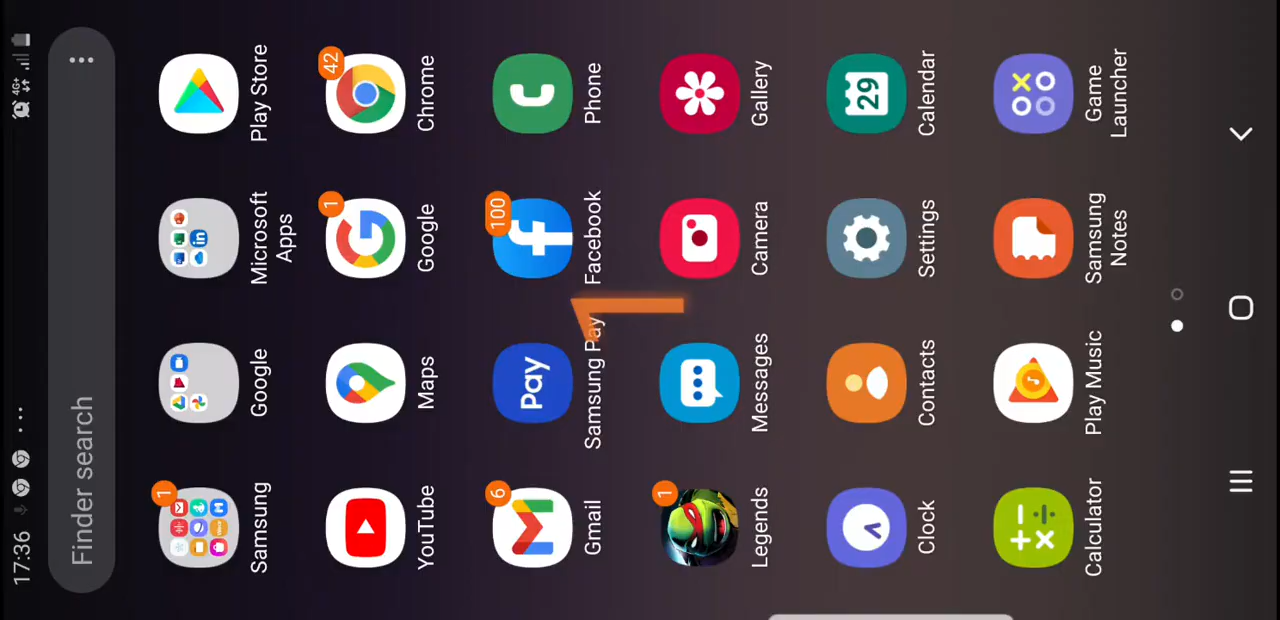 17:36 4G+
Finder search
1
Samsung Google Microsoft Apps Play Store
1 42
YouTube Maps Google Chrome
6 Pay 100
Gmail Samsung Pay Facebook Phone
1
1
Legends Messages Camera Gallery
29
Clock Contacts Settings Calendar
Calculator Play Music Samsung Notes Game Launcher